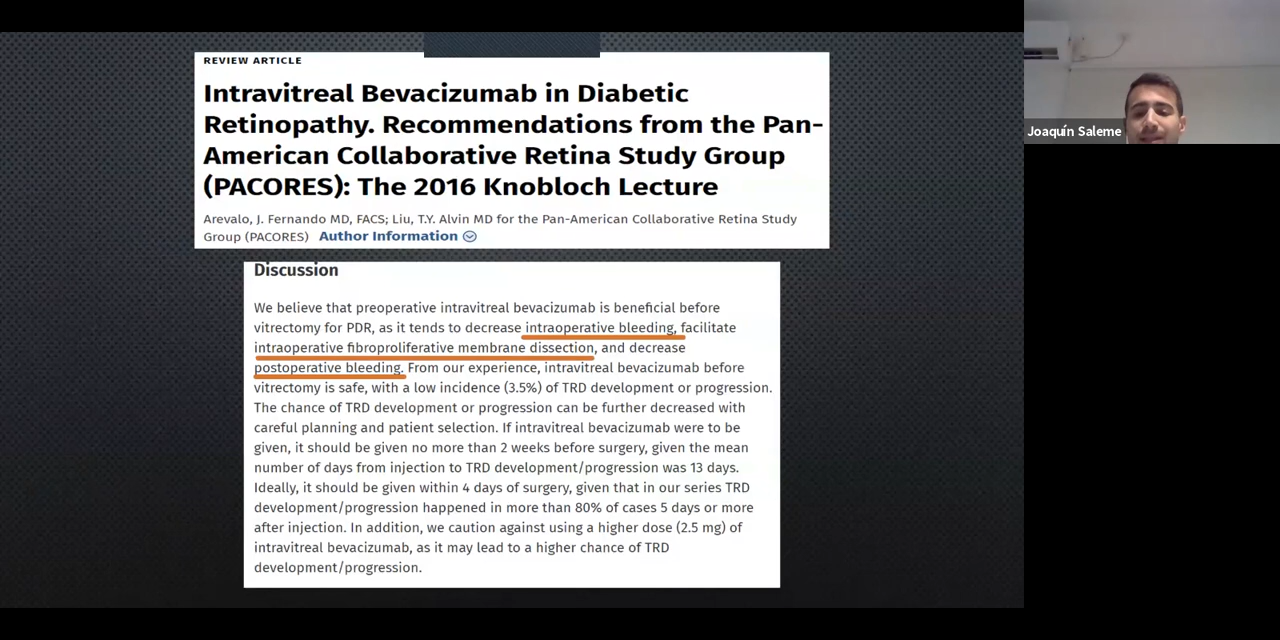 REVIEW ARTICLE
Intravitreal Bevacizumab in Diabetic
Retinopathy. Recommendations from the Pan-
American Collaborative Retina Study Group
(PACORES): The 2016 Knobloch Lecture
Arevalo, J. Fernando MD, FACS; Liu, T.Y. Alvin MD for the Pan-American Collaborative Retina Study
Group (PACORES) Author Information
Discussion
We believe that preoperative intravitreal bevacizumab is beneficial before
vitrectomy for PDR, as it tends to decrease intraoperative bleeding, facilitate
intraoperative fibroproliferative membrane dissection, and decrease
postoperative bleeding. From our experience, intravitreal bevacizumab before
vitrectomy is safe, with a low incidence (3.5%) of TRD development or progression.
The chance of TRD development or progression can be further decreased with
careful planning and patient selection. If intravitreal bevacizumab were to be
given, it should be given no more than 2 weeks before surgery, given the mean
number of days from injection to TRD development/progression was 13 days.
Ideally, it should be given within 4 days of surgery, given that in our series TRD
development/progression happened in more than 80% of cases 5 days or more
after injection. In addition, we caution against using a higher dose (2.5 mg) of
intravitreal bevacizumab, as it may lead to a higher chance of TRD
development/progression.
Joaquín Saleme